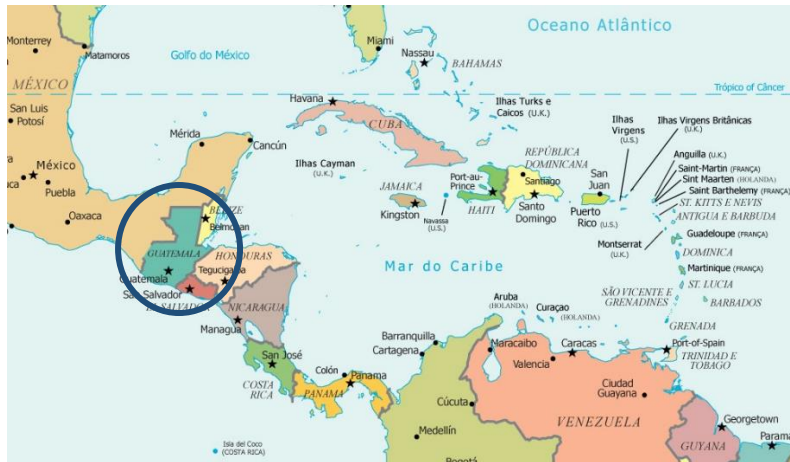 Oceano Atlântico
Monterrey
Matamoros
Golfo do México
Miami
Nassau
BAHAMAS
MÉXICO
Trópico of Câncer
San Luis
Potosí
Havana
Ilhas Turks e
Caicos (U.K.)
Ilhas
Virgens
(U.S.)
Ilhas Virgens Britânicas
(U.K.)
CUBA
Mérida
Cancún
México
Puebla
Ilhas Cayman
(U.K.)
REPÚBLICA
DOMINICANA
Anguilla (U.K.)
Saint-Martin (FRANÇA)
Sint Maarten (HOLANDA)
Saint Barthelemy (FRANÇA)
ST. KITTS E NEVIS
ANTIGUA E BARBUDA
Port-au-
Prince
Santiago
San
Juan
JAMAICA
Kingston
Navassa
(U.S.)
HAITI
Santo
Domingo
Puerto
Rico (U.S.)
Oaxaca
BELIZE
Belmopan
Montserrat
(U.K.)
Guadeloupe (FRANÇA)
DOMINICA
Martinique (FRANÇA)
ST. LUCIA
BARBADOS
GUATEMALA
HONDURAS
Guatemala
Tegucigalpa
Mar do Caribe
San Salvador
EL SALVADOR
NICARAGUA
Managua
Aruba
(HOLANDA)
Curaçao
(HOLANDA)
SÃO VICENTE E
GRENADINES
GRENADA
Port-of-Spain
TRINIDAD E
TOBAGO
Barranquilla
Cartagena
Maracaibo
Valencia
Caracas
San José
COSTA
RICA
Colón
Panama
PANAMA
Cúcuta
Ciudad
Guayana
Medellín
VENEZUELA
Georgetown
GUYANA
Isla del Coco
(COSTA RICA)
Bogotá